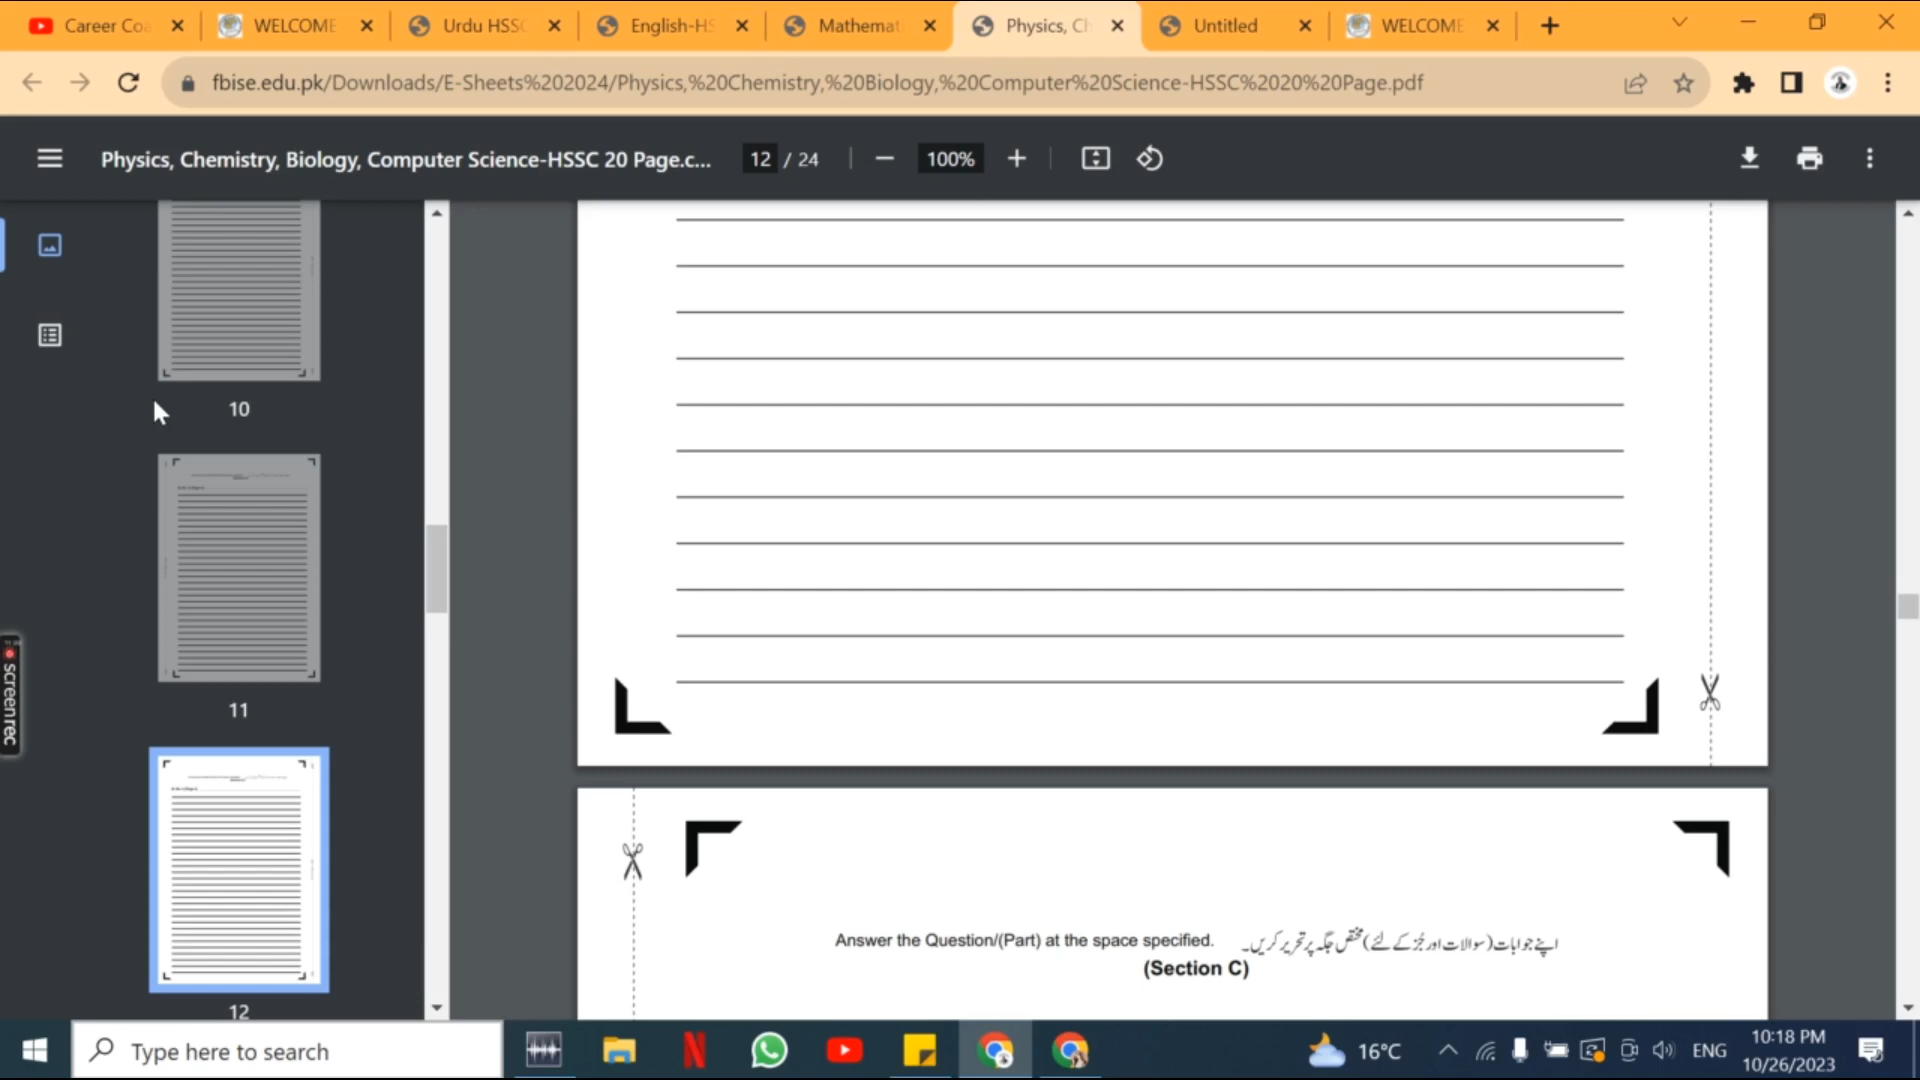 Career Coa
WELCOME
Urdu HSSC
English-HS
Mathemat
Physics, Ch
Untitled
WELCOME
fbise.edu.pk/Downloads/E-Sheets%202024/Physics,%20Chemistry,%20Biology,%20Computer%20Science-HSSC%2020%20Page.pdf
Physics, Chemistry, Biology, Computer Science-HSSC 20 Page.c...
12 / 24
100%
10
11
12
screenrec
Answer the Question/(Part) at the space specified. اپنے جوابات (سوالات اور جُز کے لئے) مختص جگہ پر تحریر کریں۔
(Section C)
Type here to search
16°C
ENG
10:18 PM
10/26/2023